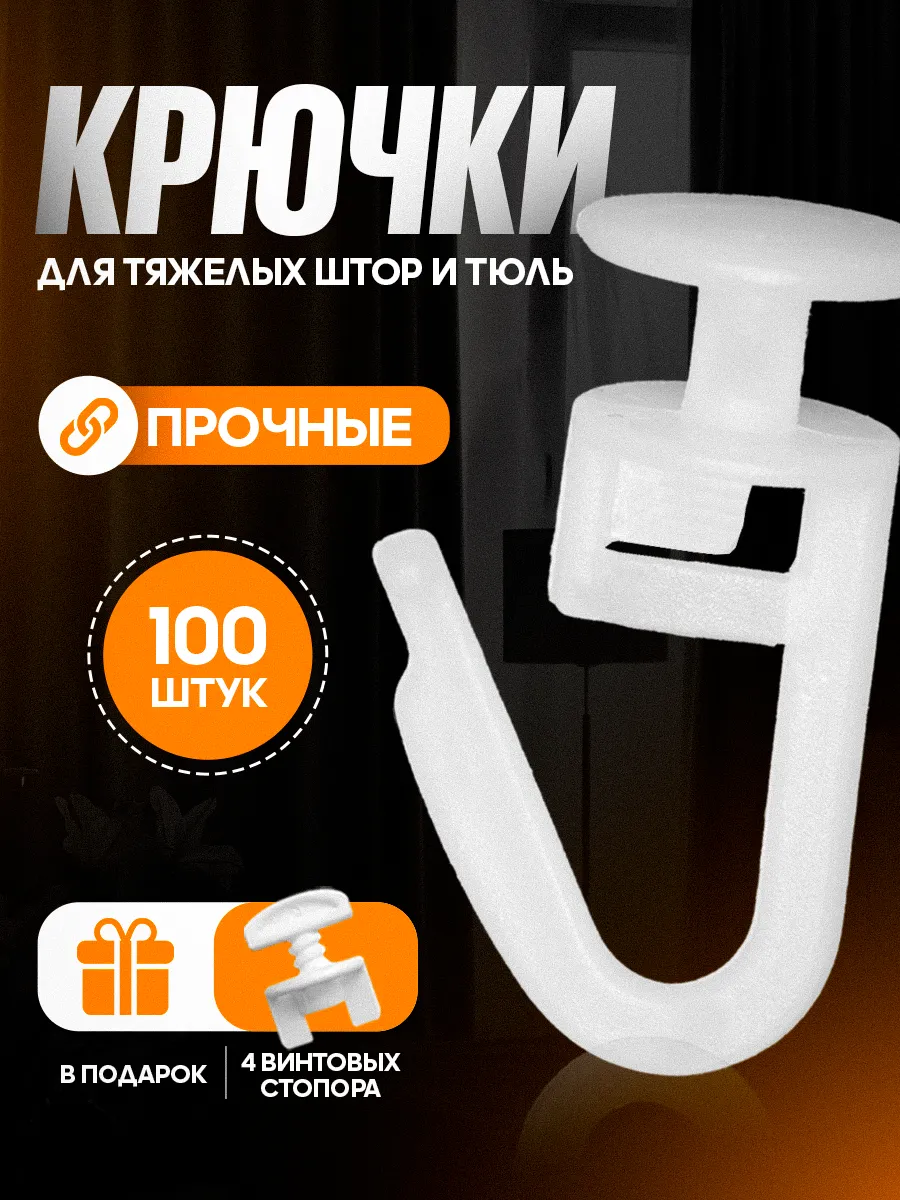 КРЮЧКИ
ДЛЯ ТЯЖЕЛЫХ ШТОР И ТЮЛЬ
ПРОЧНЫЕ
100
ШТУК
В ПОДАРОК
4 ВИНТОВЫХ
СТОПОРА